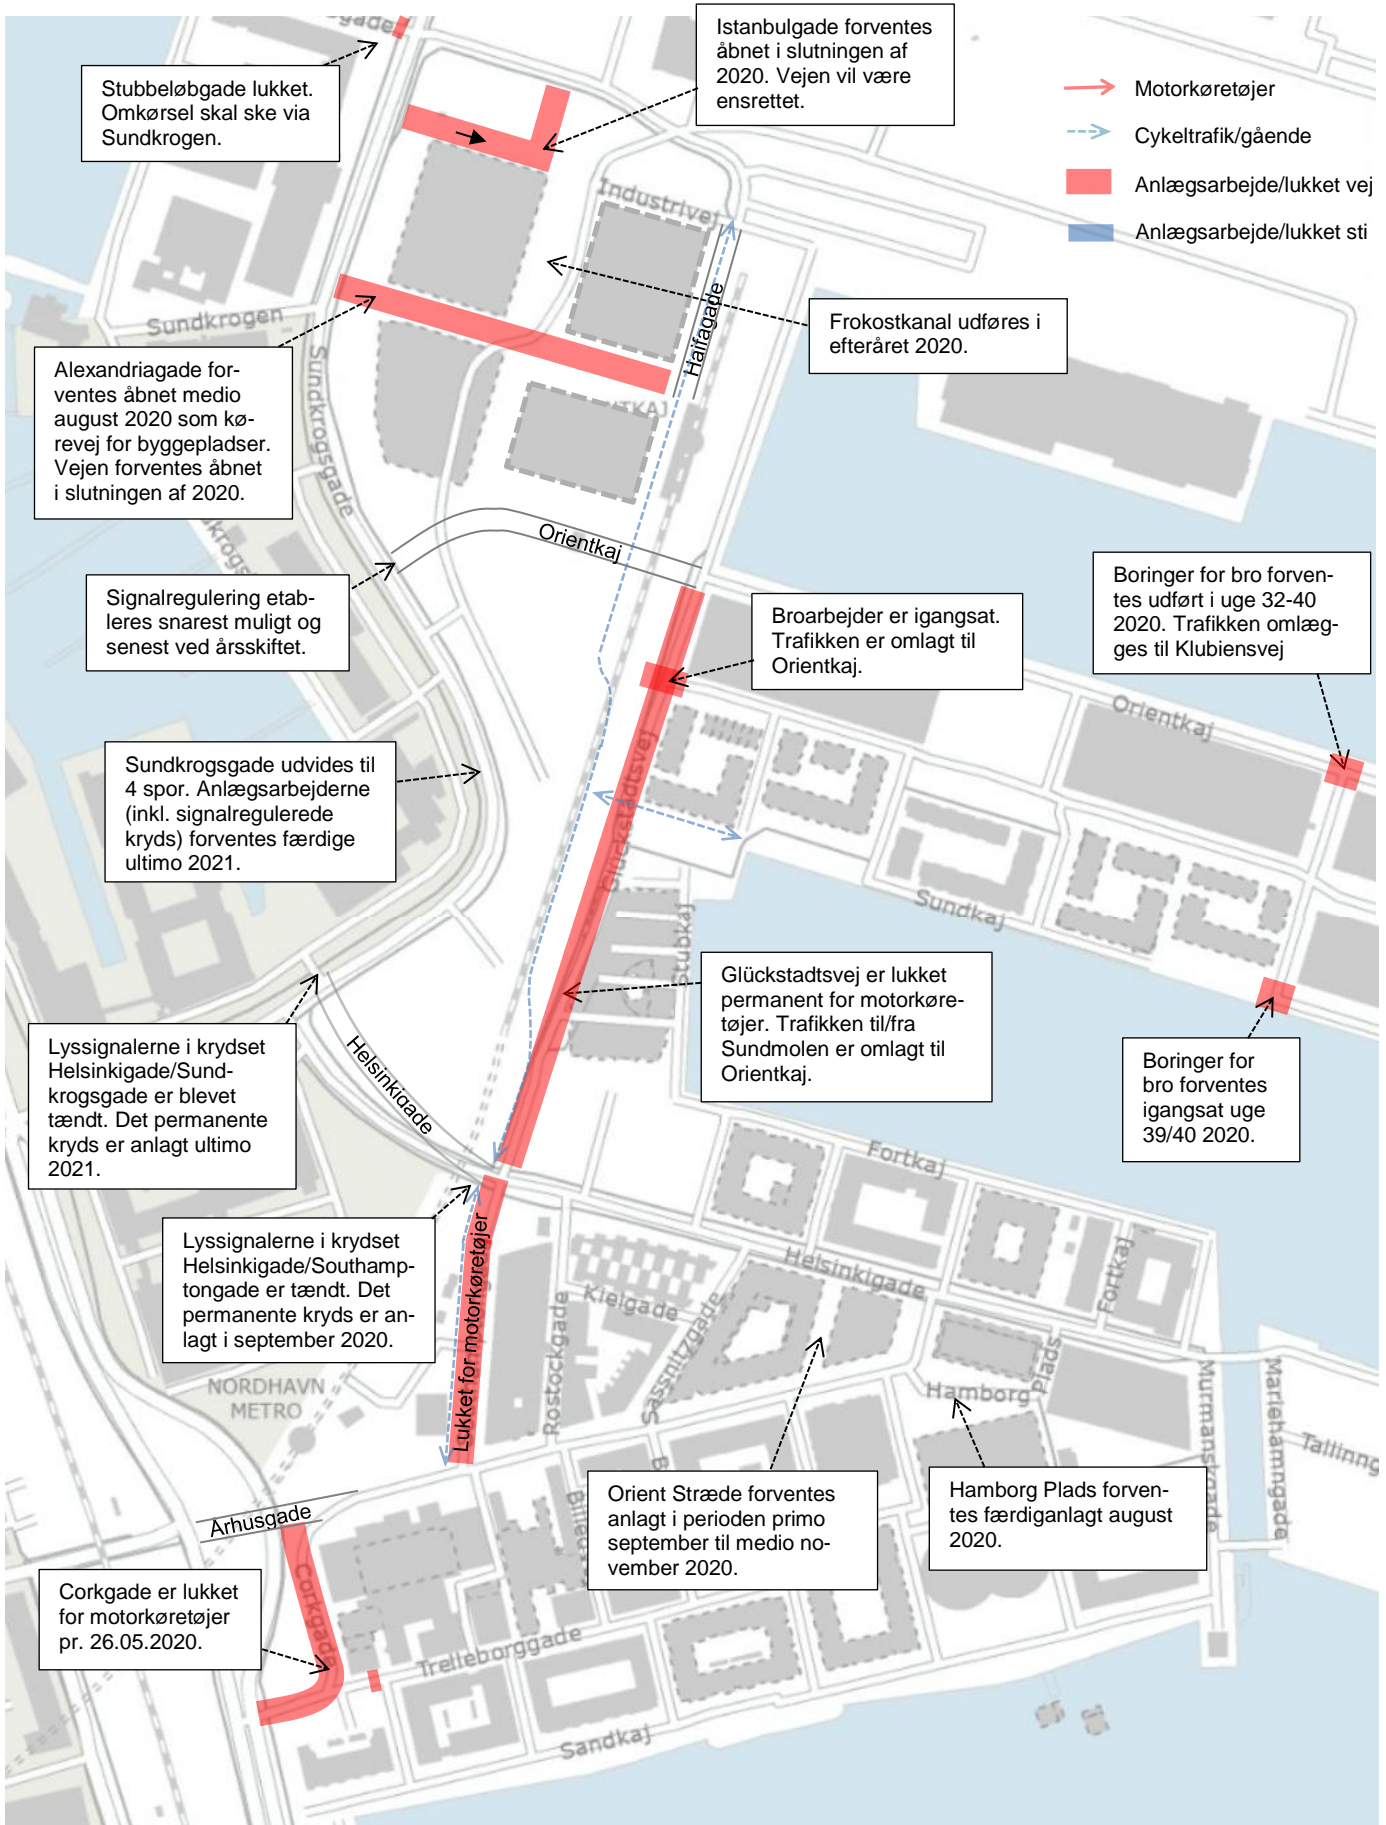 Istanbulgade forventes
åbnet i slutningen af
2020. Vejen vil være
ensrettet.
Stubbeløbgade lukket.
Omkørsel skal ske via
Sundkrogen.
Motorkøretøjer
Cykeltrafik/gående
Anlægsarbejde/lukket vej
Anlægsarbejde/lukket sti
Industrivej
Haifagade
Sundkrogen
Frokostkanal udføres i
efteråret 2020.
Alexandriagade for-
ventes åbnet medio
august 2020 som kø-
revej for byggepladser.
Vejen forventes åbnet
i slutningen af 2020.
Sundkrogsgade
Orientkaj
Signalregulering etab-
leres snarest muligt og
senest ved årsskiftet.
Broarbejder er igangsat.
Trafikken er omlagt til
Orientkaj.
Boringer for bro forven-
tes udført i uge 32-40
2020. Trafikken omlæg-
ges til Klubiensvej
Orientkaj
Sundkrogsgade udvides til
4 spor. Anlægsarbejderne
(inkl. signalregulerede
kryds) forventes færdige
ultimo 2021.
Glückstadtsvej
Sundkaj
Stubkaj
Glückstadtsvej er lukket
permanent for motorkøre-
tøjer. Trafikken til/fra
Sundmolen er omlagt til
Orientkaj.
Boringer for
bro forventes
igangsat uge
39/40 2020.
Lyssignalerne i krydset
Helsinkigade/Sund-
krogsgade er blevet
tændt. Det permanente
kryds er anlagt ultimo
2021.
Helsinkigade
Fortkaj
Lyssignalerne i krydset
Helsinkigade/Southamp-
tongade er tændt. Det
permanente kryds er an-
lagt i september 2020.
Lukket for motorkøretøjer
Helsinkigade
Fortkaj
Kielgade
Rostockgade
Sassnitzgade
Hamborg
Plads
Murmanskgade
Mariehamngade
Tallinng
NORDHAVN
METRO
Århusgade
Orient Stræde forventes
anlagt i perioden primo
september til medio no-
vember 2020.
Hamborg Plads forven-
tes færdiganlagt august
2020.
Corkgade er lukket
for motorkøretøjer
pr. 26.05.2020.
Corkgade
Trelleborggade
Sandkaj